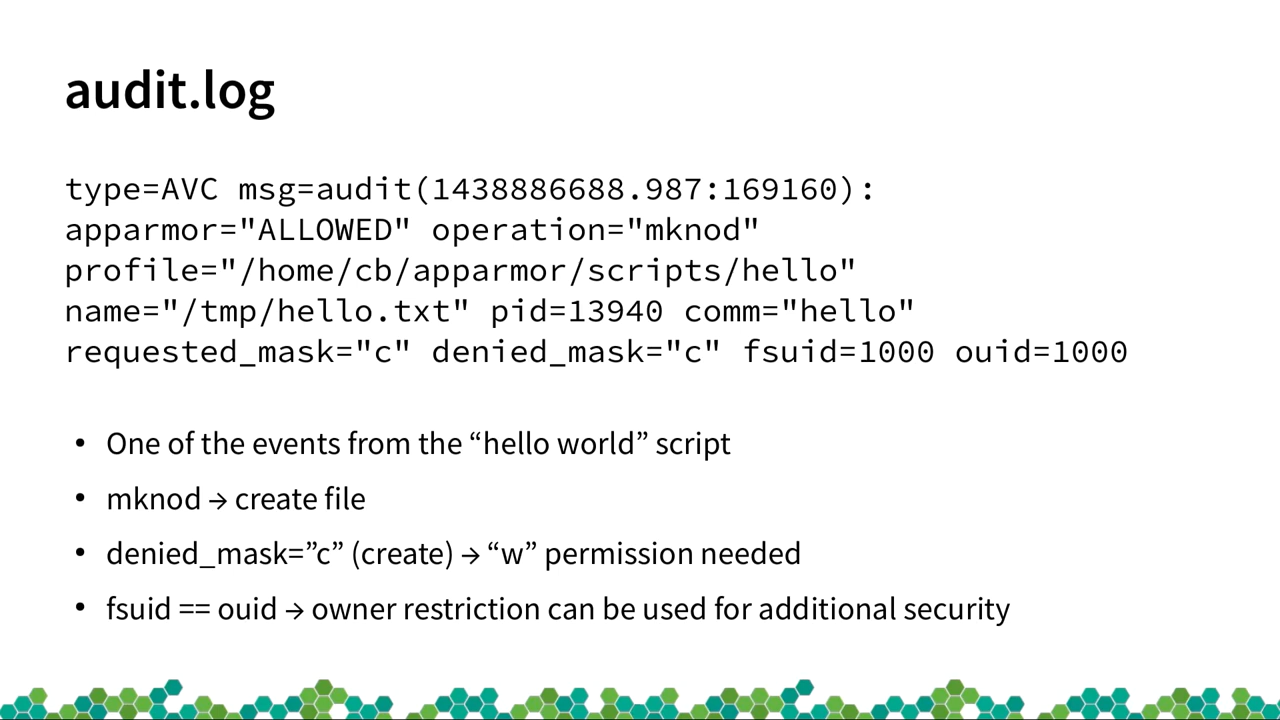 audit.log
type=AVC msg=audit(1438886688.987:169160):
apparmor="ALLOWED" operation="mknod"
profile="/home/cb/apparmor/scripts/hello"
name="/tmp/hello.txt" pid=13940 comm="hello"
requested_mask="c" denied_mask="c" fsuid=1000 ouid=1000
• One of the events from the “hello world” script
• mknod → create file
• denied_mask=”c” (create) → “w” permission needed
• fsuid == ouid → owner restriction can be used for additional security